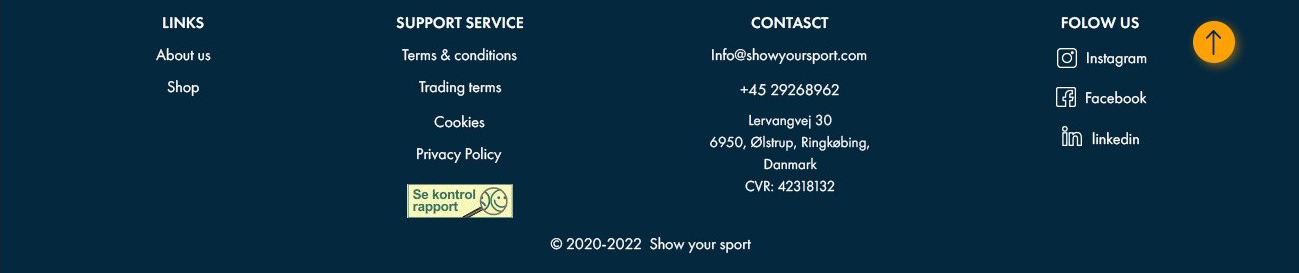 LINKS
About us
Shop
SUPPORT SERVICE
Terms & conditions
Trading terms
Cookies
Privacy Policy
Se kontrol
rapport
CONTASCT
Info@showyoursport.com
+45 29268962
Lervangvej 30
6950, Ølstrup, Ringkøbing,
Danmark
CVR: 42318132
FOLOW US
Instagram
Facebook
linkedin
© 2020-2022 Show your sport